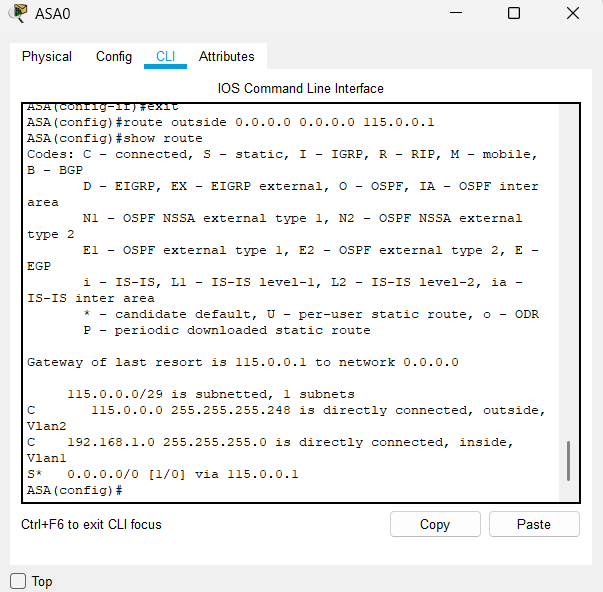 ASA0
Physical Config CLI Attributes
IOS Command Line Interface
ASA(config-if)#exit
ASA(config)#route outside 0.0.0.0 0.0.0.0 115.0.0.1
ASA(config)#show route
Codes: C - connected, S - static, I - IGRP, R - RIP, M - mobile,
B - BGP
       D - EIGRP, EX - EIGRP external, O - OSPF, IA - OSPF inter
area
       N1 - OSPF NSSA external type 1, N2 - OSPF NSSA external
type 2
       E1 - OSPF external type 1, E2 - OSPF external type 2, E -
EGP
       i - IS-IS, L1 - IS-IS level-1, L2 - IS-IS level-2, ia -
IS-IS inter area
       * - candidate default, U - per-user static route, o - ODR
       P - periodic downloaded static route
Gateway of last resort is 115.0.0.1 to network 0.0.0.0
     115.0.0.0/29 is subnetted, 1 subnets
C       115.0.0.0 255.255.255.248 is directly connected, outside,
Vlan2
C    192.168.1.0 255.255.255.0 is directly connected, inside,
Vlan1
S*   0.0.0.0/0 [1/0] via 115.0.0.1
ASA(config)#
Ctrl+F6 to exit CLI focus
Copy Paste
Top